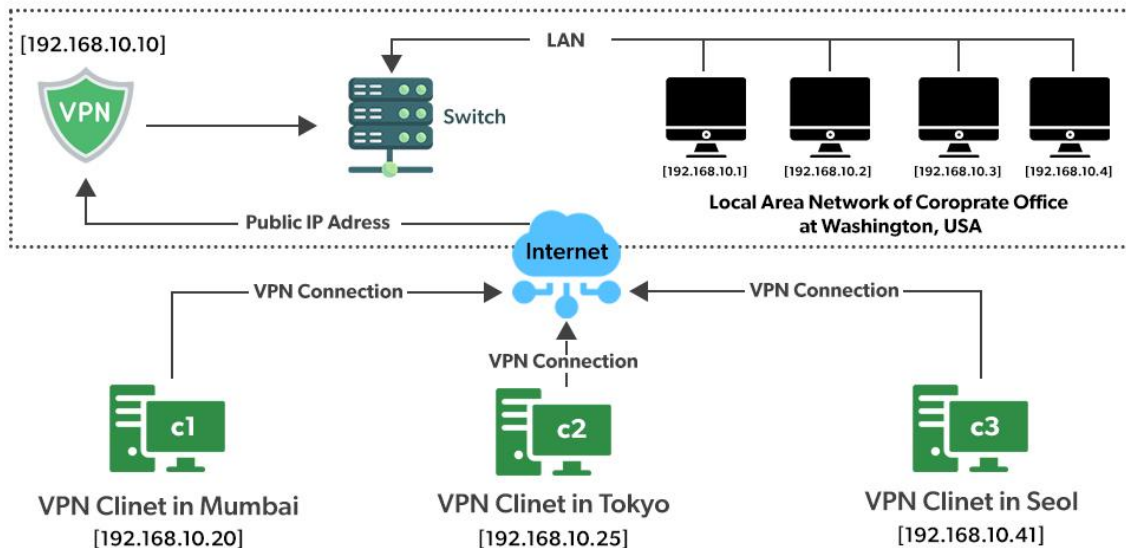 [192.168.10.10]
LAN
VPN
Switch
[192.168.10.1]
[192.168.10.2]
[192.168.10.3]
[192.168.10.4]
Local Area Network of Coroprate Office
at Washington, USA
Public IP Adress
Internet
VPN Connection
VPN Connection
VPN Connection
c1
c2
c3
VPN Clinet in Mumbai
[192.168.10.20]
VPN Clinet in Tokyo
[192.168.10.25]
VPN Clinet in Seol
[192.168.10.41]